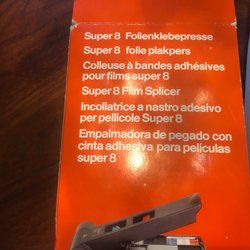 Super 8 Folienklebepresse
Super 8 folie plakpers
Colleuse à bandes adhésives
pour films super 8
Super 8 Film Splicer
Incollatrice a nastro adesivo
per pellicole Super 8
Empalmadora de pegado con
cinta adhesiva para peliculas
super 8